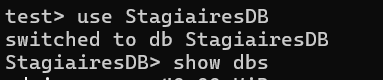 test> use StagiairesDB
switched to db StagiairesDB
StagiairesDB> show dbs